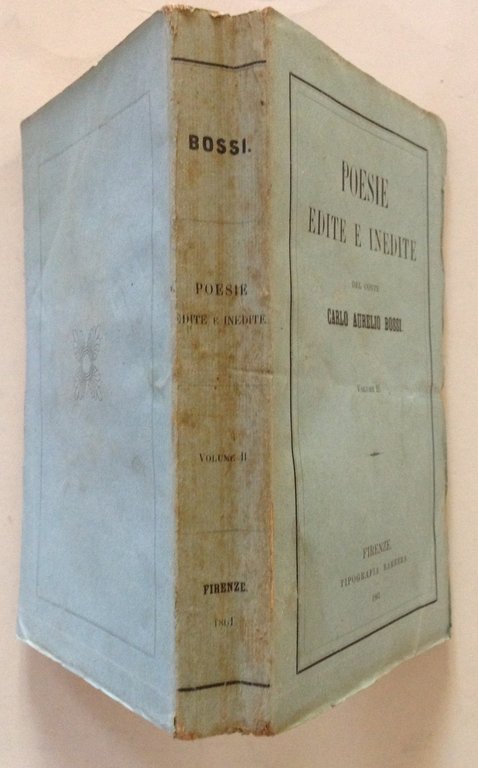 BOSSI.
POESIE
EDITE E INEDITE.
VOLUME II
FIRENZE.
1861
POESIE
EDITE E INEDITE
DEL CONTE
CARLO AURELIO BOSSI.
VOLUME II
FIRENZE
TIPOGRAFIA BARBERA